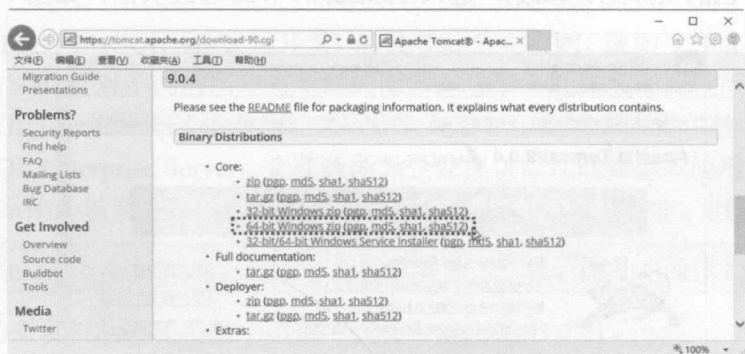 https://tomcat.apache.org/download-90.cgi
Apache Tomcat® - Apac... ×
文件(F) 编辑(E) 查看(V) 收藏夹(A) 工具(T) 帮助(H)
Migration Guide
Presentations
Problems?
Security Reports
Find help
FAQ
Mailing Lists
Bug Database
IRC
Get Involved
Overview
Source code
Buildbot
Tools
Media
Twitter
9.0.4
Please see the README file for packaging information. It explains what every distribution contains.
Binary Distributions
• Core:
• zip (pgp, md5, sha1, sha512)
• tar.gz (pgp, md5, sha1, sha512)
• 32-bit Windows zip (pgp, md5, sha1, sha512)
• 64-bit Windows zip (pgp, md5, sha1, sha512)
• 32-bit/64-bit Windows Service Installer (pgp, md5, sha1, sha512)
• Full documentation:
• tar.gz (pgp, md5, sha1, sha512)
• Deployer:
• zip (pgp, md5, sha1, sha512)
• tar.gz (pgp, md5, sha1, sha512)
• Extras:
100%